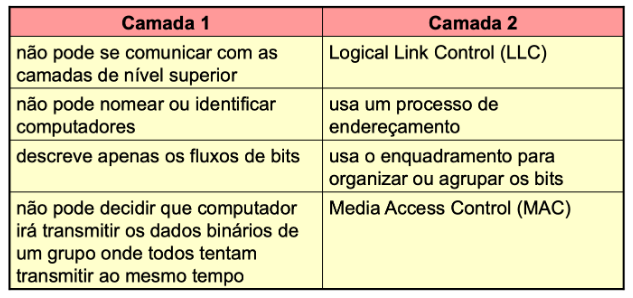 Camada 1
Camada 2
não pode se comunicar com as
camadas de nível superior
Logical Link Control (LLC)
não pode nomear ou identificar
computadores
usa um processo de
endereçamento
descreve apenas os fluxos de bits
usa o enquadramento para
organizar ou agrupar os bits
não pode decidir que computador
irá transmitir os dados binários de
um grupo onde todos tentam
transmitir ao mesmo tempo
Media Access Control (MAC)